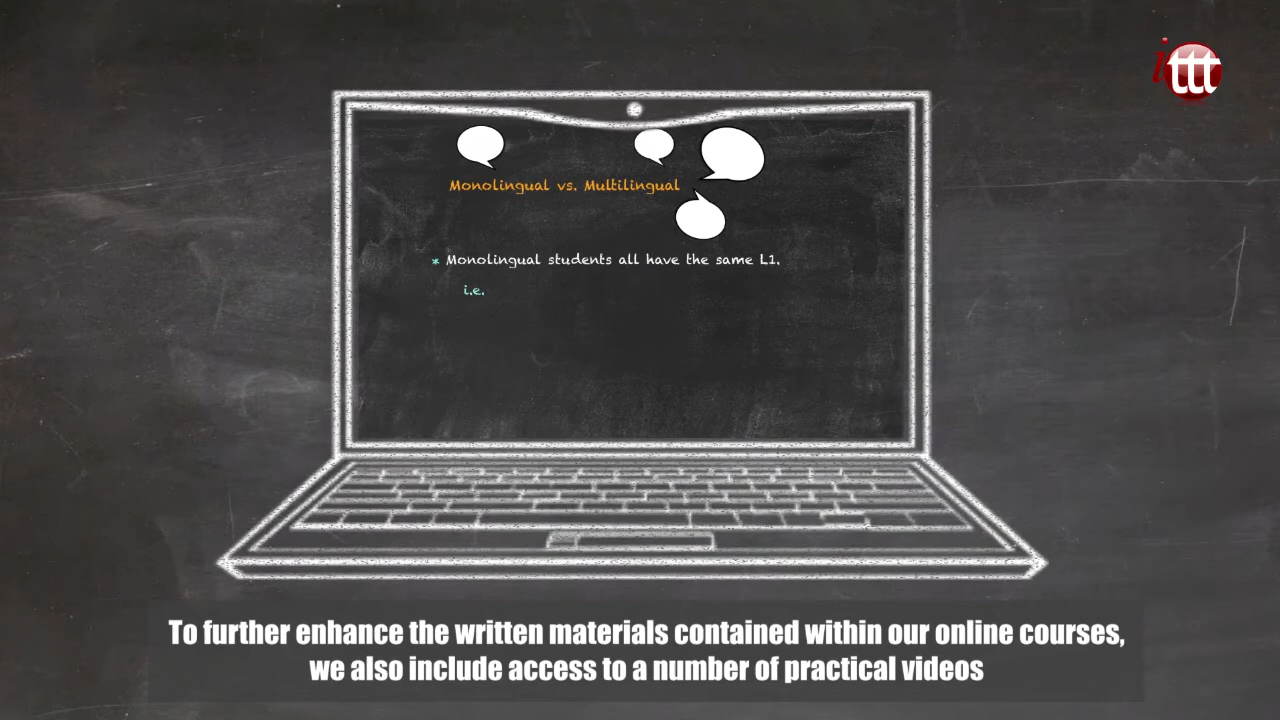 ittt
Monolingual vs. Multilingual
* Monolingual students all have the same L1.
i.e.
To further enhance the written materials contained within our online courses,
we also include access to a number of practical videos